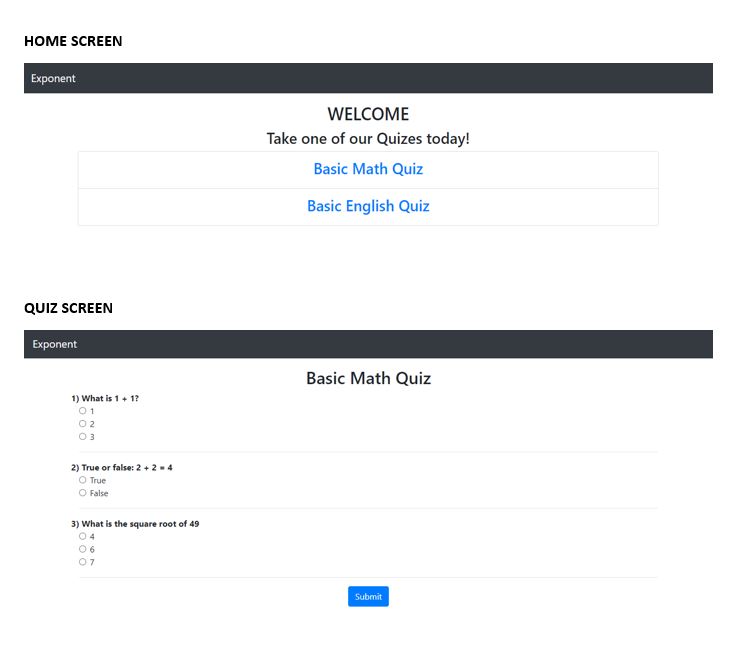 HOME SCREEN
Exponent
WELCOME
Take one of our Quizes today!
Basic Math Quiz
Basic English Quiz
QUIZ SCREEN
Exponent
Basic Math Quiz
1) What is 1 + 1?
1
2
3
2) True or false: 2 + 2 = 4
True
False
3) What is the square root of 49
4
6
7
Submit